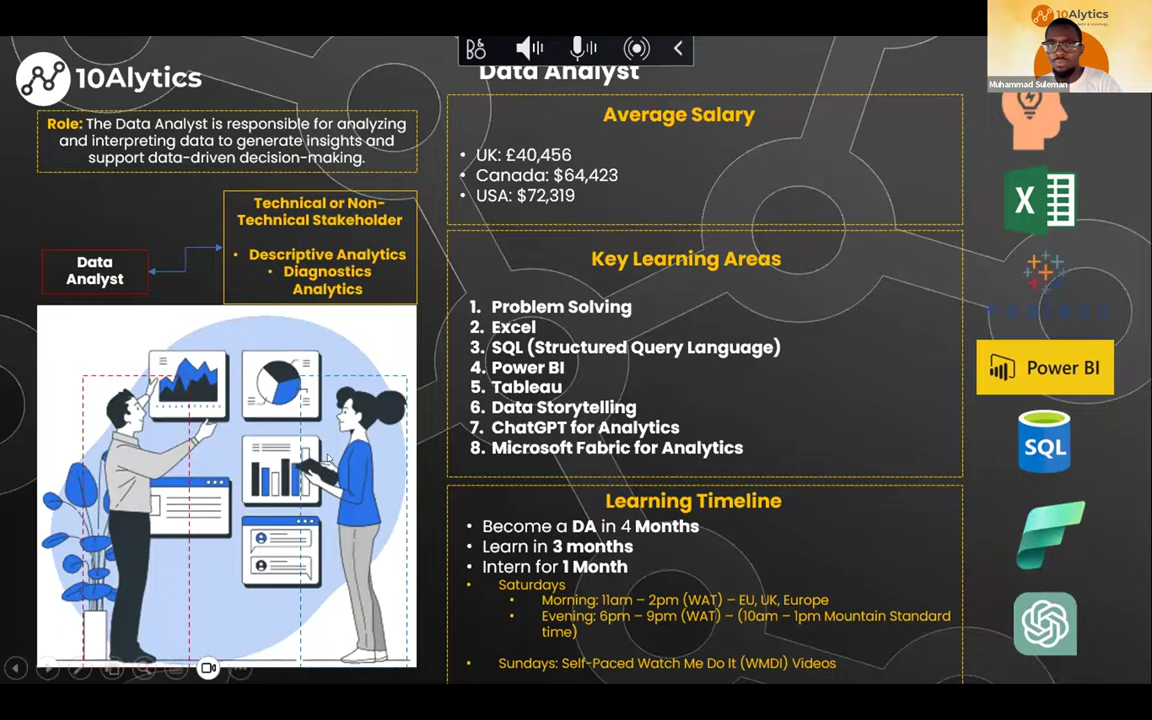 10Alytics
Role: The Data Analyst is responsible for analyzing
and interpreting data to generate insights and
support data-driven decision-making.
Technical or Non-
Technical Stakeholder
• Descriptive Analytics
• Diagnostics
Analytics
Data
Analyst
Data Analyst
Average Salary
• UK: £40,456
• Canada: $64,423
• USA: $72,319
Key Learning Areas
1. Problem Solving
2. Excel
3. SQL (Structured Query Language)
4. Power BI
5. Tableau
6. Data Storytelling
7. ChatGPT for Analytics
8. Microsoft Fabric for Analytics
Learning Timeline
• Become a DA in 4 Months
• Learn in 3 months
• Intern for 1 Month
• Saturdays
• Morning: 11am – 2pm (WAT) – EU, UK, Europe
• Evening: 6pm – 9pm (WAT) – (10am – 1pm Mountain Standard
time)
• Sundays: Self-Paced Watch Me Do It (WMDI) Videos
10Alytics
Muhammad Suleman
X
Power BI
SQL